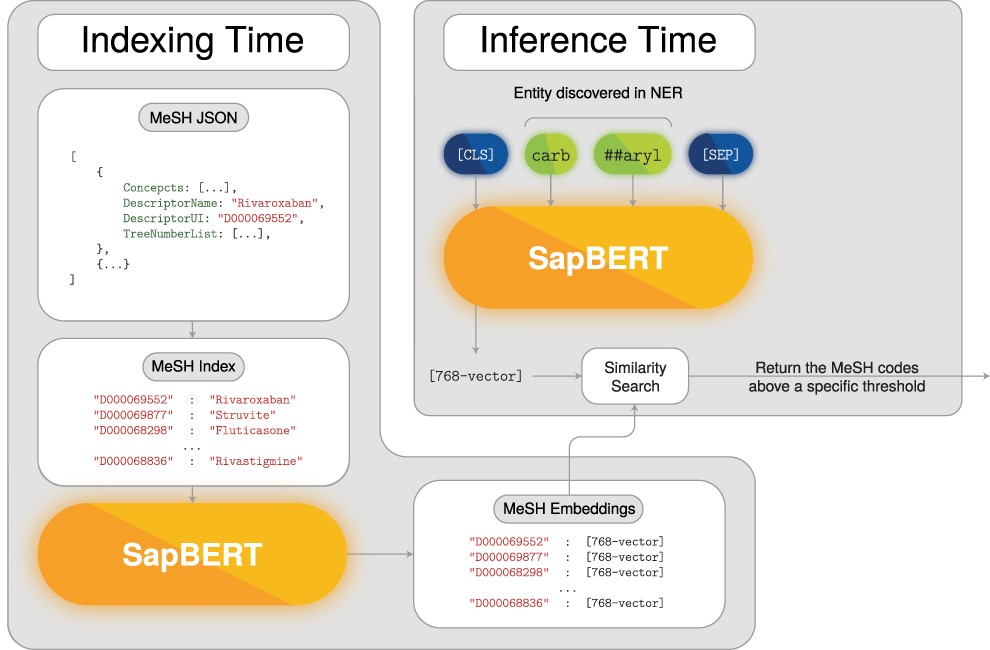 Indexing Time
MeSH JSON
[
{
Concepcts: [...],
DescriptorName: "Rivaroxaban",
DescriptorUI: "D000069552",
TreeNumberList: [...],
},
{...}
]
MeSH Index
"D000069552" : "Rivaroxaban"
"D000069877" : "Struvite"
"D000068298" : "Fluticasone"
...
"D000068836" : "Rivastigmine"
SapBERT
MeSH Embeddings
"D000069552" : [768-vector]
"D000069877" : [768-vector]
"D000068298" : [768-vector]
...
"D000068836" : [768-vector]
Inference Time
Entity discovered in NER
[CLS] carb ##aryl [SEP]
SapBERT
[768-vector]
Similarity
Search
Return the MeSH codes
above a specific threshold